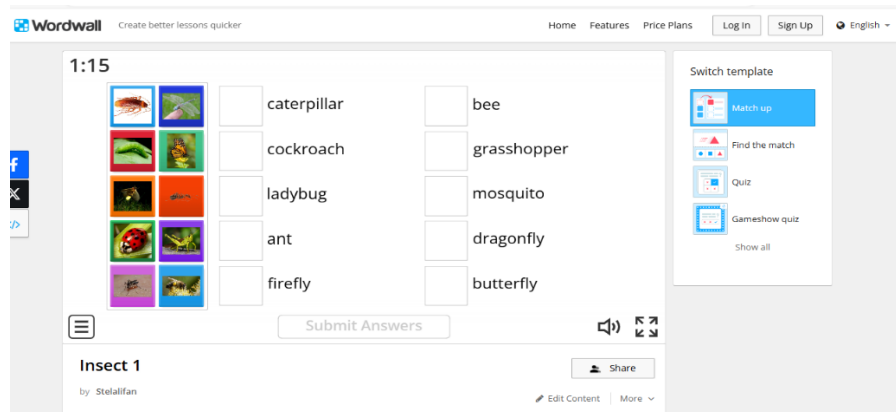 Wordwall Create better lessons quicker Home Features Price Plans Log In Sign Up English
1:15
Switch template
caterpillar bee
Match up
cockroach grasshopper
Find the match
ladybug mosquito
Quiz
ant dragonfly
Gameshow quiz
Show all
firefly butterfly
Submit Answers
Insect 1
Share
by Stelalifan
Edit Content More